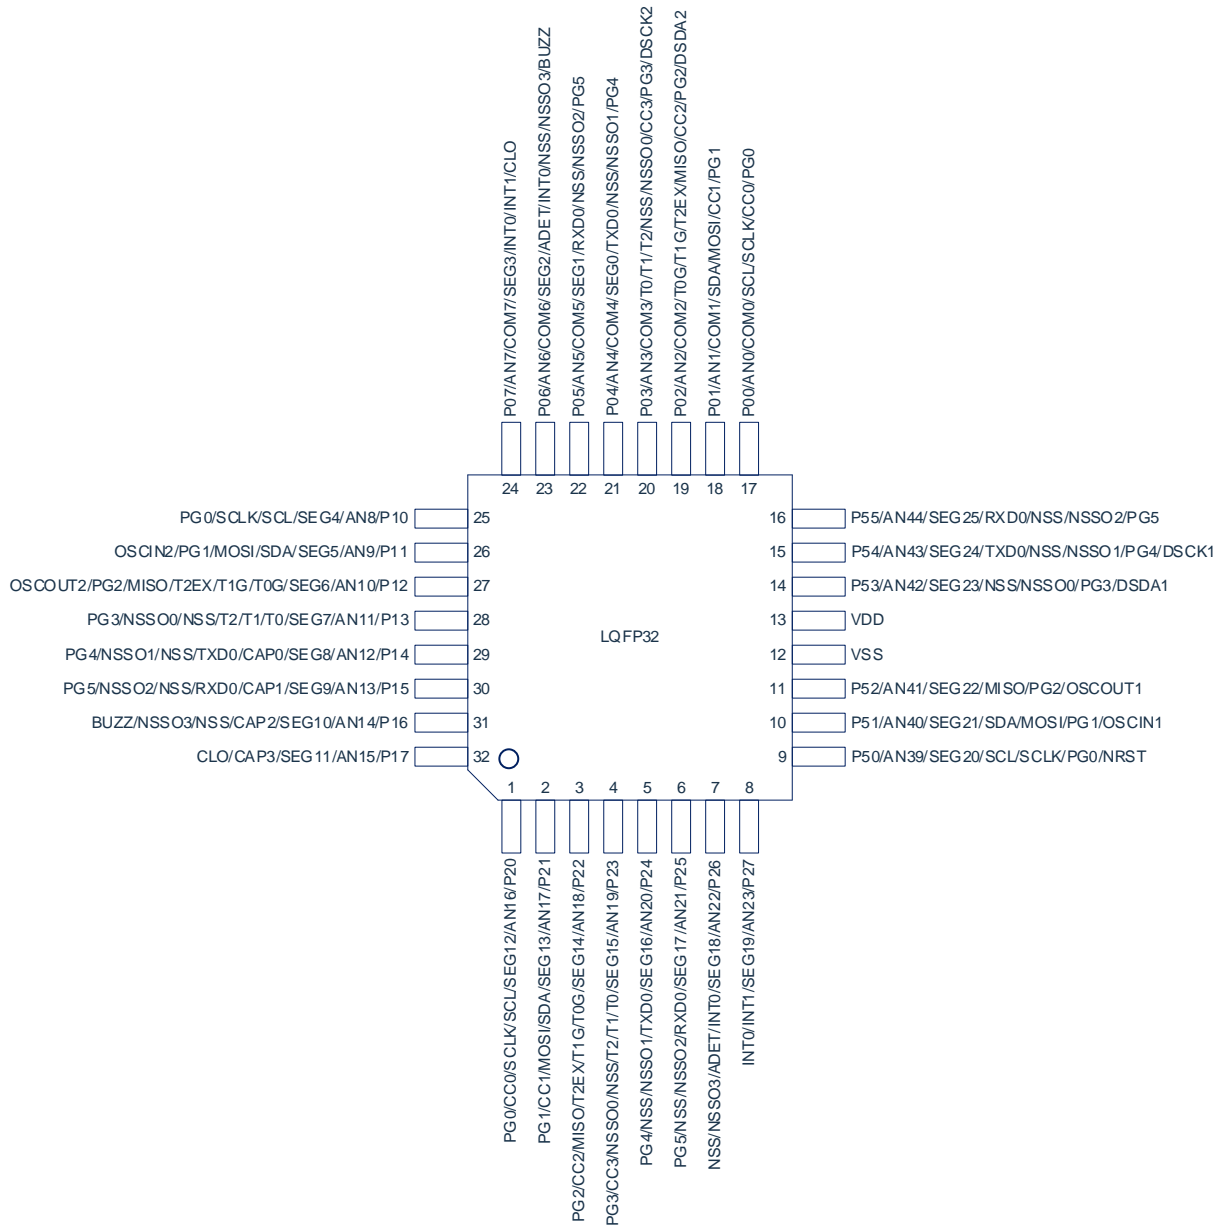 P07/AN7/COM7/SEG3/INT0/INT1/CLO
P06/AN6/COM6/SEG2/ADET/INT0/NSS/NSSO3/BUZZ
P05/AN5/COM5/SEG1/RXD0/NSS/NSSO2/PG5
P04/AN4/COM4/SEG0/TXD0/NSS/NSSO1/PG4
P03/AN3/COM3/T0/T1/T2/NSS/NSSO0/CC3/PG3/DSCK2
P02/AN2/COM2/T0G/T1G/T2EX/MISO/CC2/PG2/DSDA2
P01/AN1/COM1/SDA/MOSI/CC1/PG1
P00/AN0/COM0/SCL/SCLK/CC0/PG0
24 23 22 21 20 19 18 17
PG0/SCLK/SCL/SEG4/AN8/P10 25
OSCIN2/PG1/MOSI/SDA/SEG5/AN9/P11 26
OSCOUT2/PG2/MISO/T2EX/T1G/T0G/SEG6/AN10/P12 27
PG3/NSSO0/NSS/T2/T1/T0/SEG7/AN11/P13 28
PG4/NSSO1/NSS/TXD0/CAP0/SEG8/AN12/P14 29
PG5/NSSO2/NSS/RXD0/CAP1/SEG9/AN13/P15 30
BUZZ/NSSO3/NSS/CAP2/SEG10/AN14/P16 31
CLO/CAP3/SEG11/AN15/P17 32
LQFP32
16 P55/AN44/SEG25/RXD0/NSS/NSSO2/PG5
15 P54/AN43/SEG24/TXD0/NSS/NSSO1/PG4/DSCK1
14 P53/AN42/SEG23/NSS/NSSO0/PG3/DSDA1
13 VDD
12 VSS
11 P52/AN41/SEG22/MISO/PG2/OSCOUT1
10 P51/AN40/SEG21/SDA/MOSI/PG1/OSCIN1
9 P50/AN39/SEG20/SCL/SCLK/PG0/NRST
1 2 3 4 5 6 7 8
PG0/CC0/SCLK/SCL/SEG12/AN16/P20
PG1/CC1/MOSI/SDA/SEG13/AN17/P21
PG2/CC2/MISO/T2EX/T1G/T0G/SEG14/AN18/P22
PG3/CC3/NSSO0/NSS/T2/T1/T0/SEG15/AN19/P23
PG4/NSS/NSSO1/TXD0/SEG16/AN20/P24
PG5/NSS/NSSO2/RXD0/SEG17/AN21/P25
NSS/NSSO3/ADET/INT0/SEG18/AN22/P26
INT0/INT1/SEG19/AN23/P27